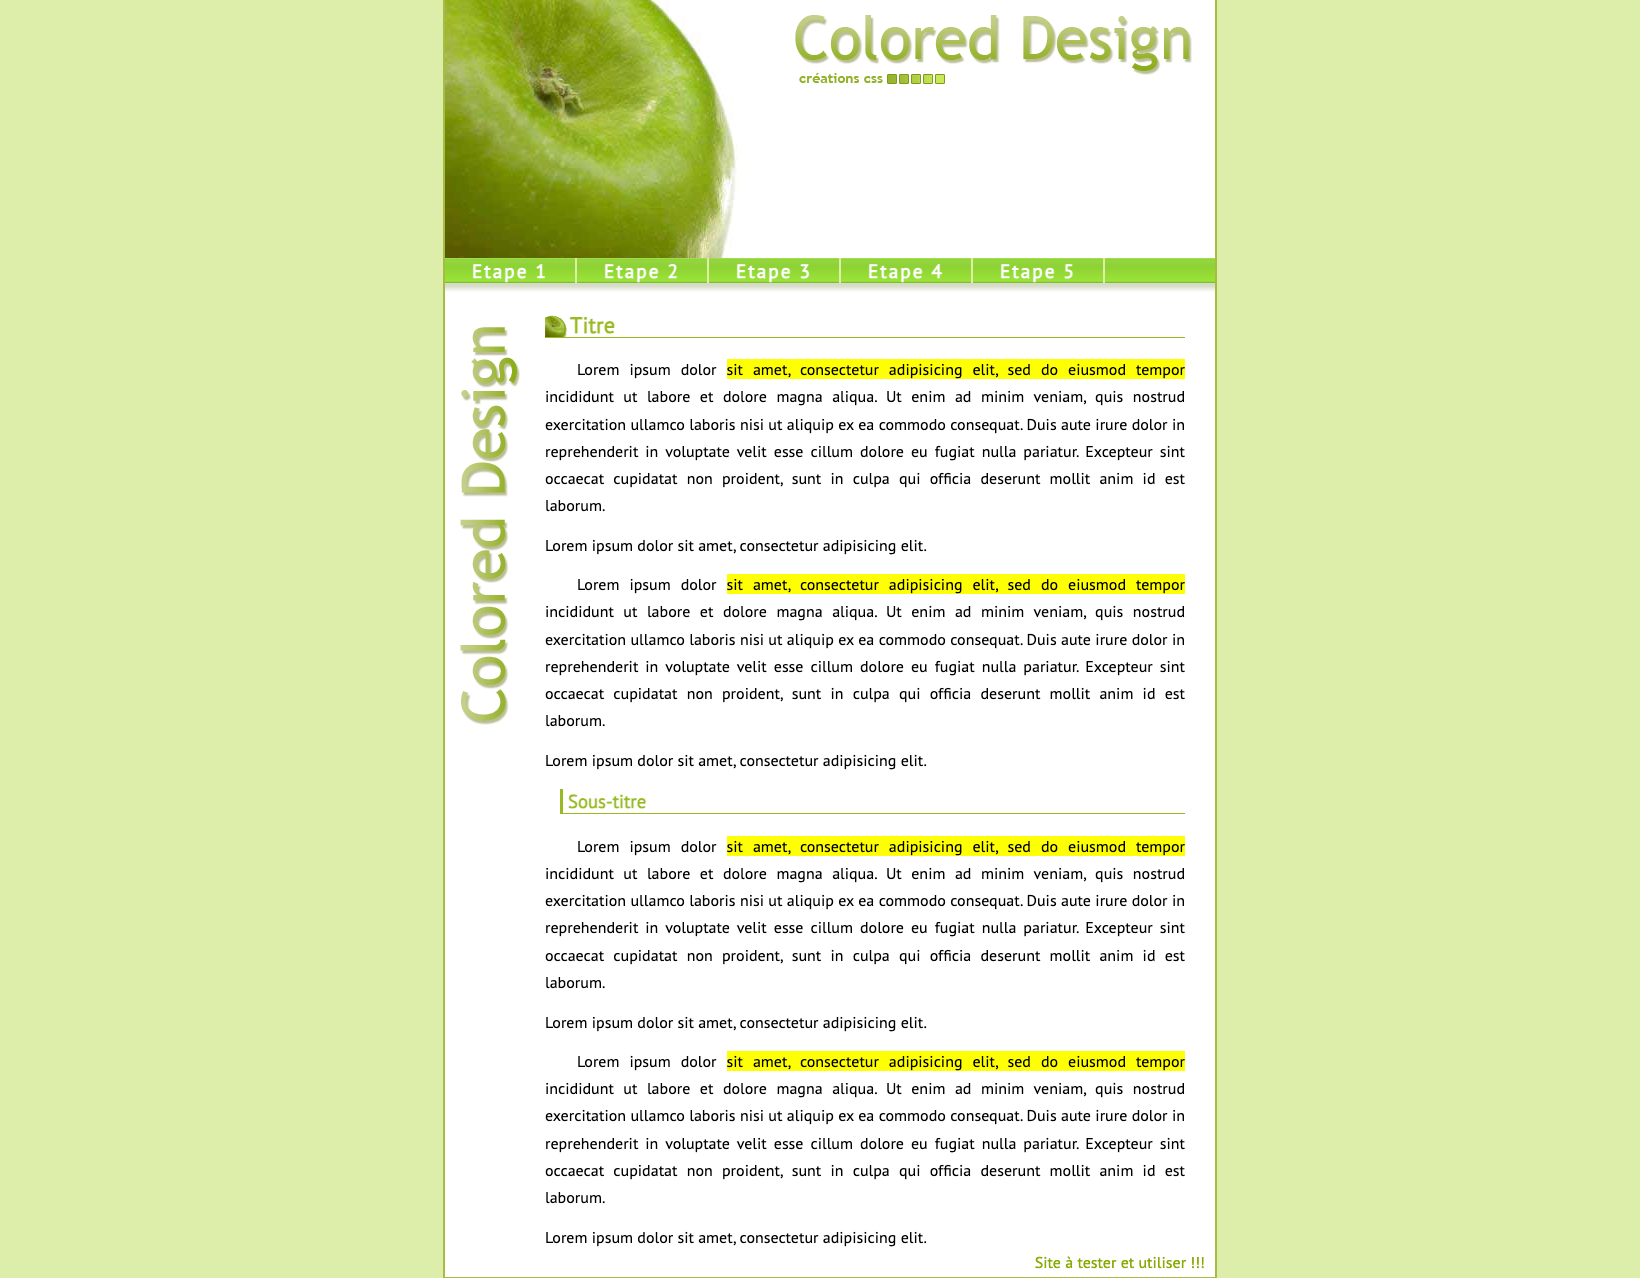 Colored Design
créations css
Etape 1 Etape 2 Etape 3 Etape 4 Etape 5
Colored Design
Titre
Lorem ipsum dolor sit amet, consectetur adipisicing elit, sed do eiusmod tempor
incididunt ut labore et dolore magna aliqua. Ut enim ad minim veniam, quis nostrud
exercitation ullamco laboris nisi ut aliquip ex ea commodo consequat. Duis aute irure dolor in
reprehenderit in voluptate velit esse cillum dolore eu fugiat nulla pariatur. Excepteur sint
occaecat cupidatat non proident, sunt in culpa qui officia deserunt mollit anim id est
laborum.
Lorem ipsum dolor sit amet, consectetur adipisicing elit.
Lorem ipsum dolor sit amet, consectetur adipisicing elit, sed do eiusmod tempor
incididunt ut labore et dolore magna aliqua. Ut enim ad minim veniam, quis nostrud
exercitation ullamco laboris nisi ut aliquip ex ea commodo consequat. Duis aute irure dolor in
reprehenderit in voluptate velit esse cillum dolore eu fugiat nulla pariatur. Excepteur sint
occaecat cupidatat non proident, sunt in culpa qui officia deserunt mollit anim id est
laborum.
Lorem ipsum dolor sit amet, consectetur adipisicing elit.
Sous-titre
Lorem ipsum dolor sit amet, consectetur adipisicing elit, sed do eiusmod tempor
incididunt ut labore et dolore magna aliqua. Ut enim ad minim veniam, quis nostrud
exercitation ullamco laboris nisi ut aliquip ex ea commodo consequat. Duis aute irure dolor in
reprehenderit in voluptate velit esse cillum dolore eu fugiat nulla pariatur. Excepteur sint
occaecat cupidatat non proident, sunt in culpa qui officia deserunt mollit anim id est
laborum.
Lorem ipsum dolor sit amet, consectetur adipisicing elit.
Lorem ipsum dolor sit amet, consectetur adipisicing elit, sed do eiusmod tempor
incididunt ut labore et dolore magna aliqua. Ut enim ad minim veniam, quis nostrud
exercitation ullamco laboris nisi ut aliquip ex ea commodo consequat. Duis aute irure dolor in
reprehenderit in voluptate velit esse cillum dolore eu fugiat nulla pariatur. Excepteur sint
occaecat cupidatat non proident, sunt in culpa qui officia deserunt mollit anim id est
laborum.
Lorem ipsum dolor sit amet, consectetur adipisicing elit.
Site à tester et utiliser !!!